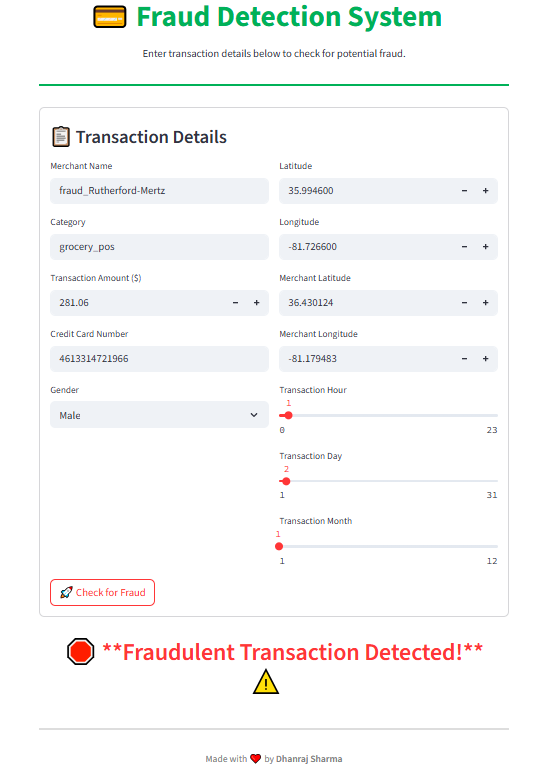 Fraud Detection System
Enter transaction details below to check for potential fraud.
Transaction Details
Merchant Name
fraud_Rutherford-Mertz
Category
grocery_pos
Transaction Amount ($)
281.06
Credit Card Number
4613314721966
Gender
Male
Latitude
35.994600
Longitude
-81.726600
Merchant Latitude
36.430124
Merchant Longitude
-81.179483
Transaction Hour
1
0 23
Transaction Day
2
1 31
Transaction Month
1
1 12
Check for Fraud
**Fraudulent Transaction Detected!**
Made with ❤️ by Dhanraj Sharma